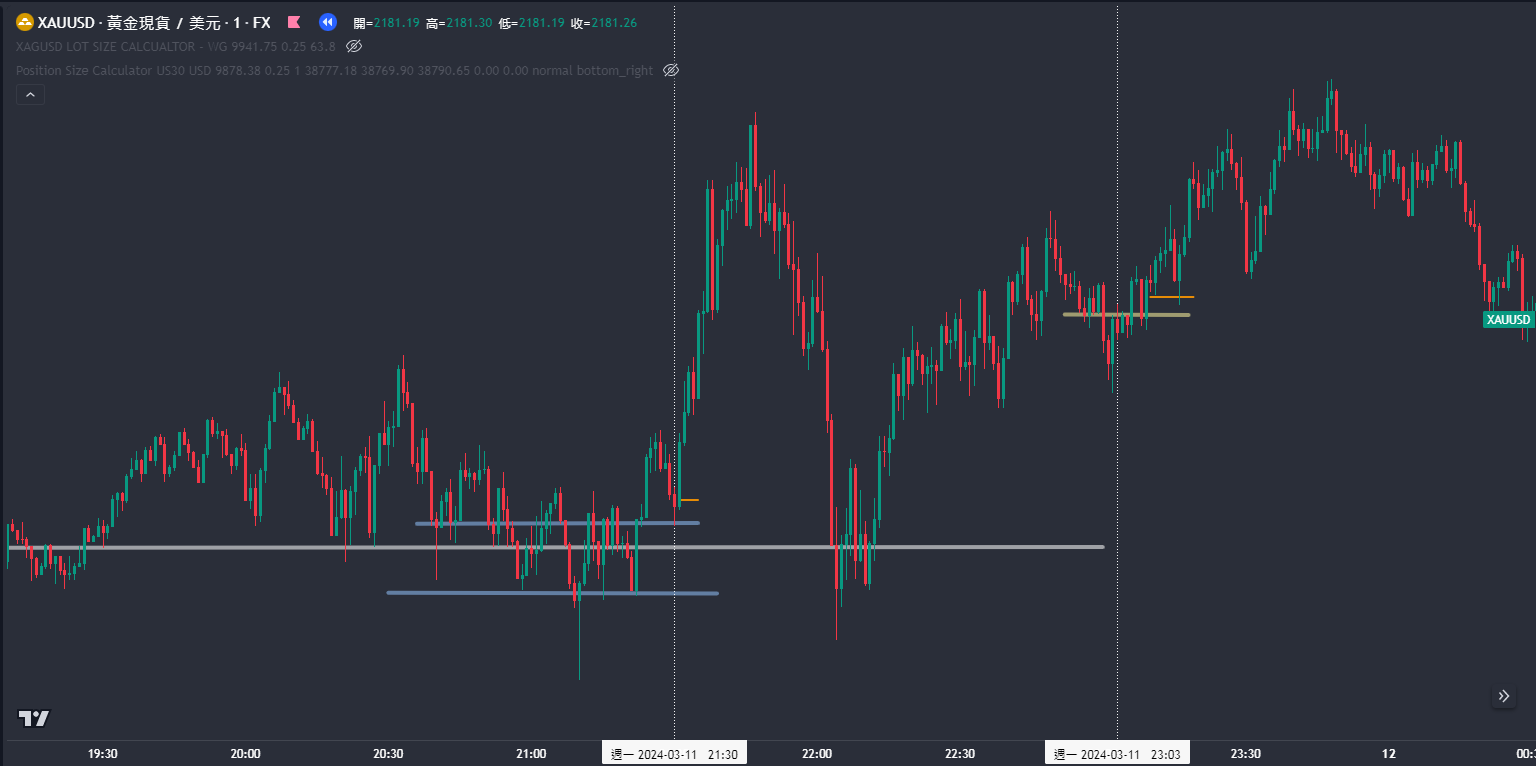 XAUUSD · 黃金現貨 / 美元 · 1 · FX 開=2181.19 高=2181.30 低=2181.19 收=2181.26
XAGUSD LOT SIZE CALCUALTOR - WG 9941.75 0.25 63.8
Position Size Calculator US30 USD 9878.38 0.25 1 38777.18 38769.90 38790.65 0.00 0.00 normal bottom_right
XAUUSD
19:30 20:00 20:30 21:00 週一 2024-03-11 21:30 22:00 22:30 週一 2024-03-11 23:03 23:30 12